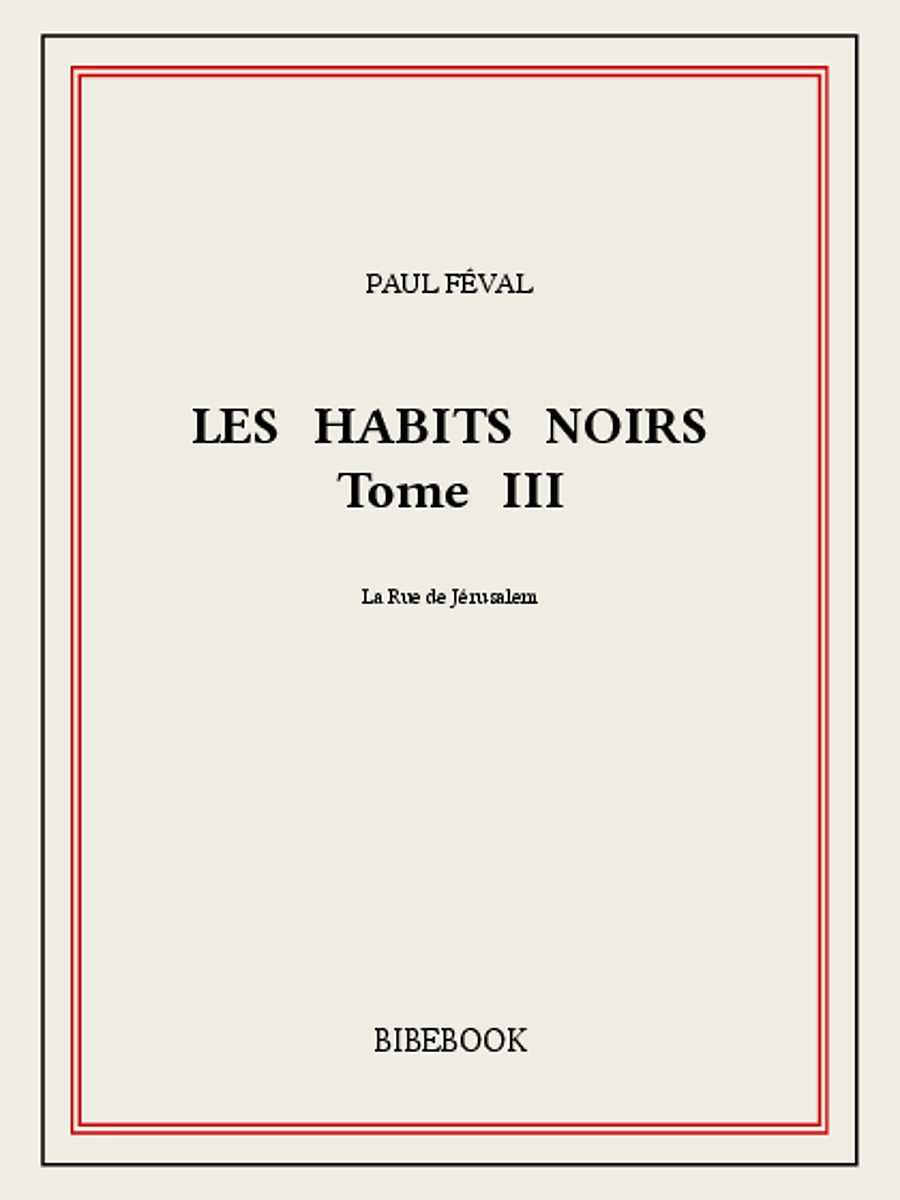 PAUL FÉVAL
LES HABITS NOIRS
Tome III
La Rue de Jérusalem
BIBEBOOK